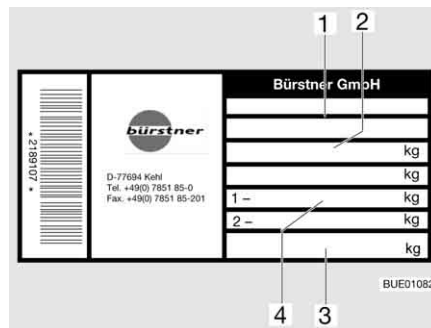 1 2
Bürstner GmbH
* 2189107 *
bürstner
D-77694 Kehl
Tel. +49(0) 7851 85-0
Fax. +49(0) 7851 85-201
kg
kg
1 – kg
2 – kg
kg
BUE01082
4 3